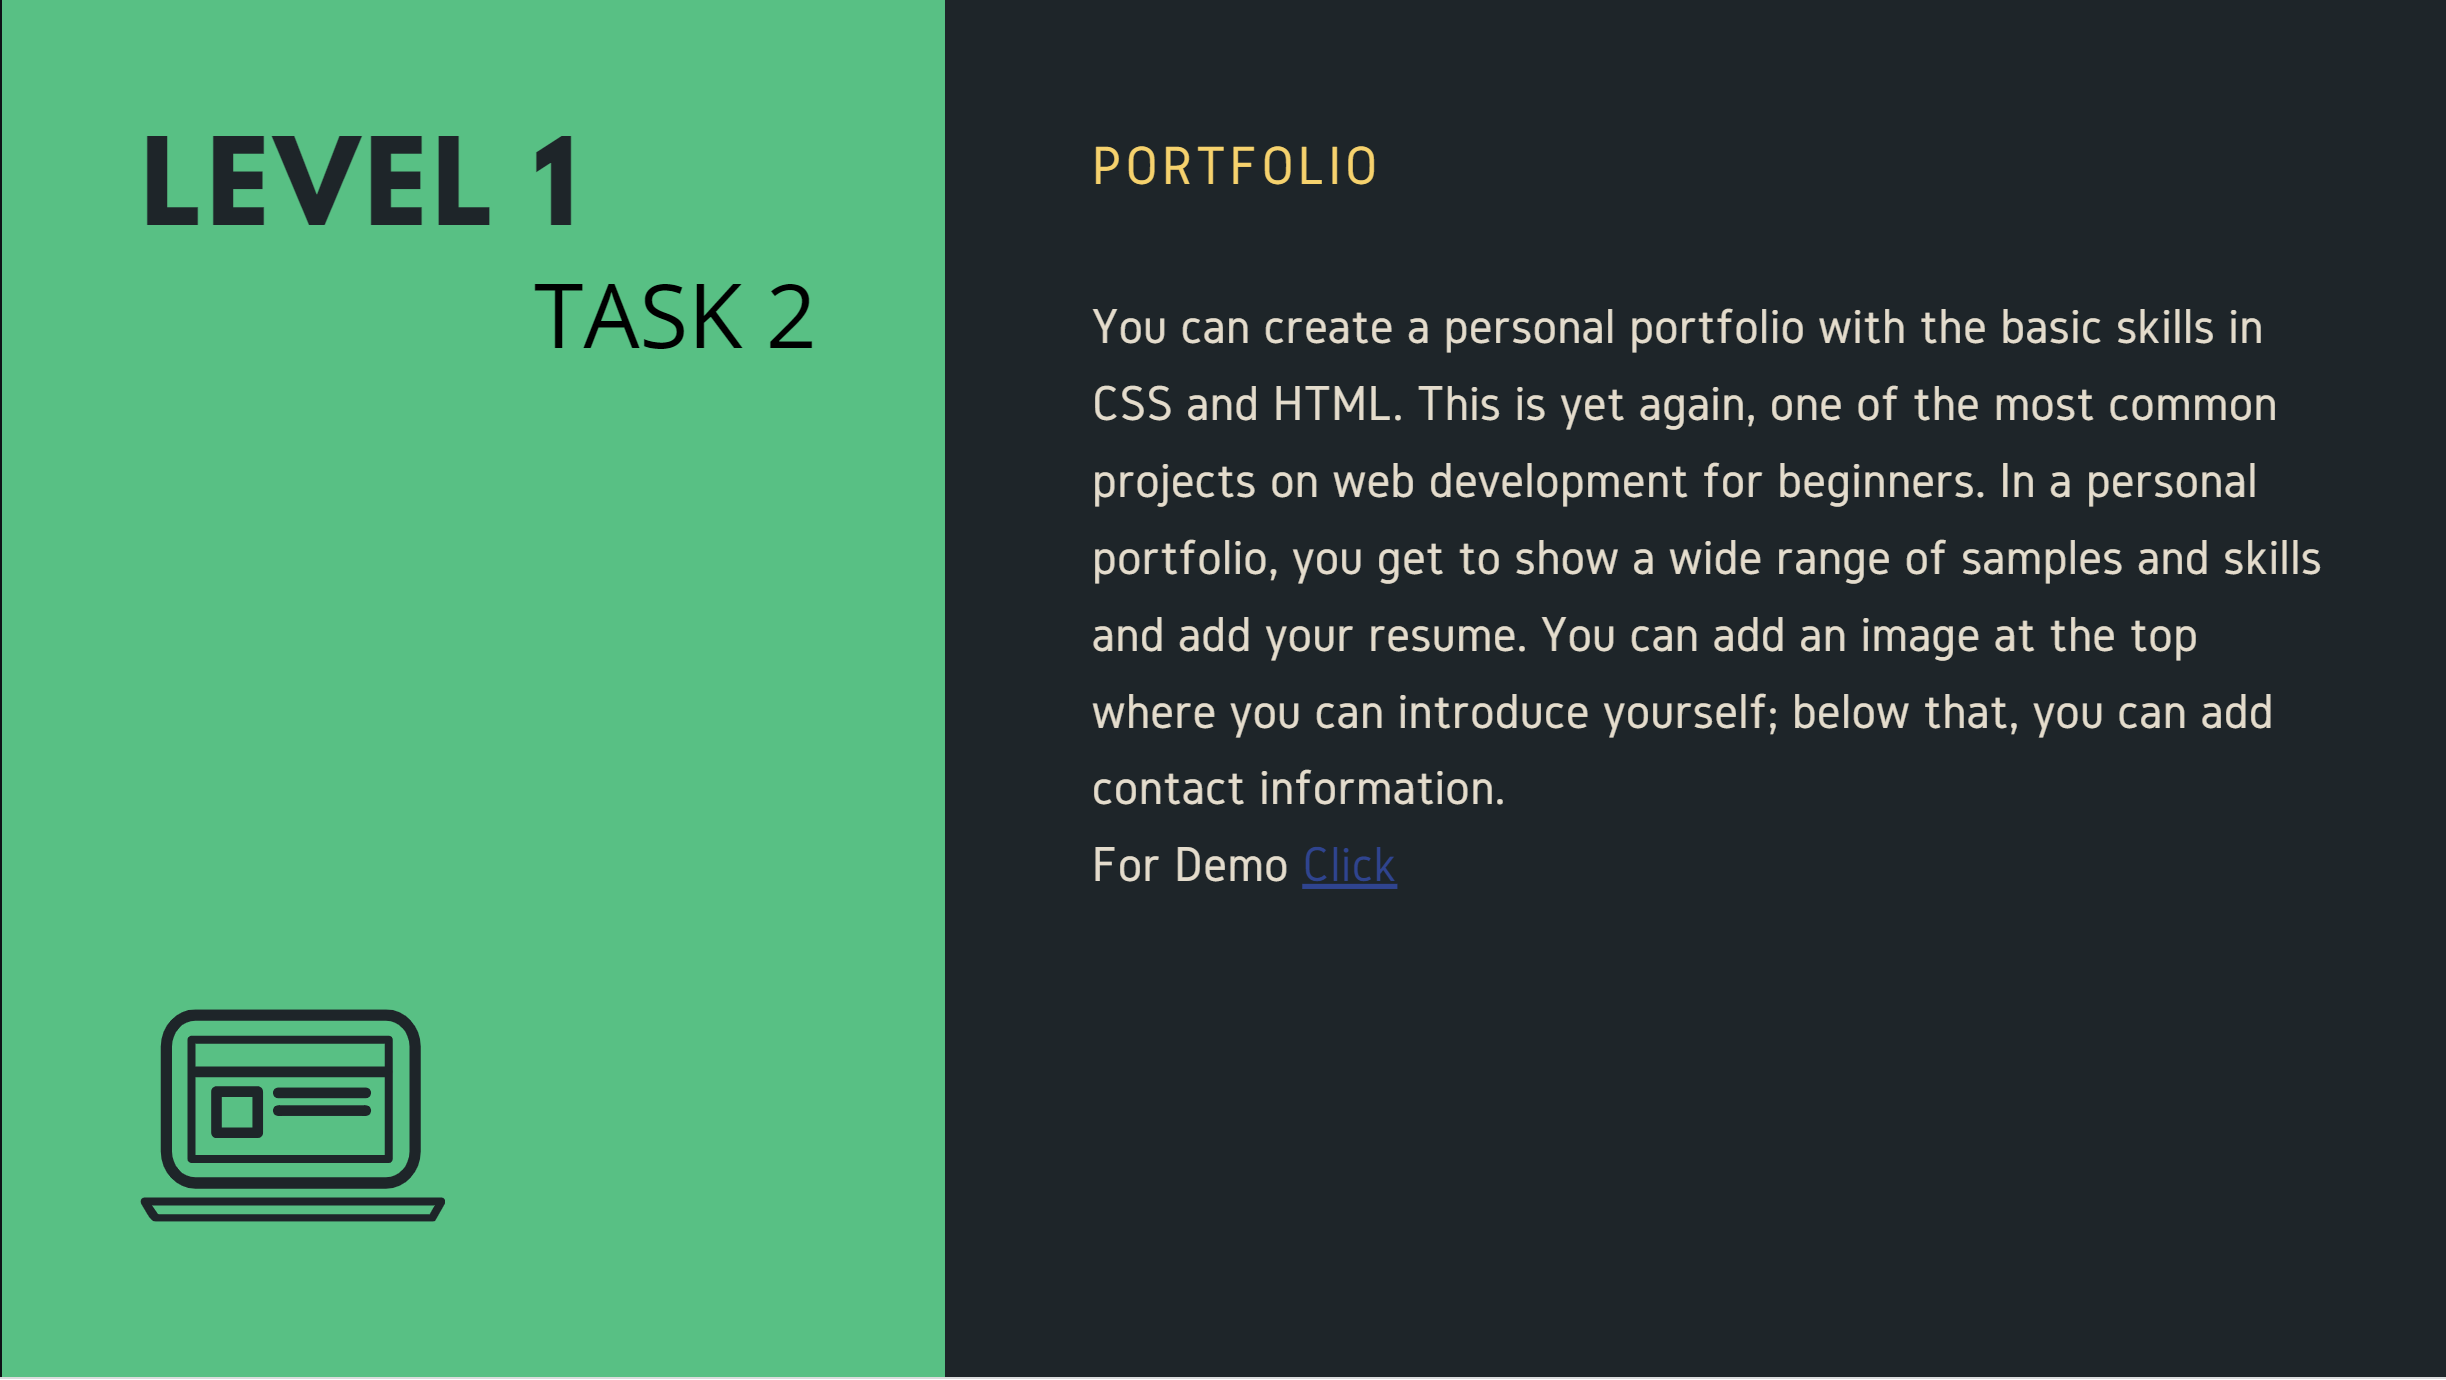 LEVEL 1
TASK 2
PORTFOLIO
You can create a personal portfolio with the basic skills in
CSS and HTML. This is yet again, one of the most common
projects on web development for beginners. In a personal
portfolio, you get to show a wide range of samples and skills
and add your resume. You can add an image at the top
where you can introduce yourself; below that, you can add
contact information.
For Demo Click